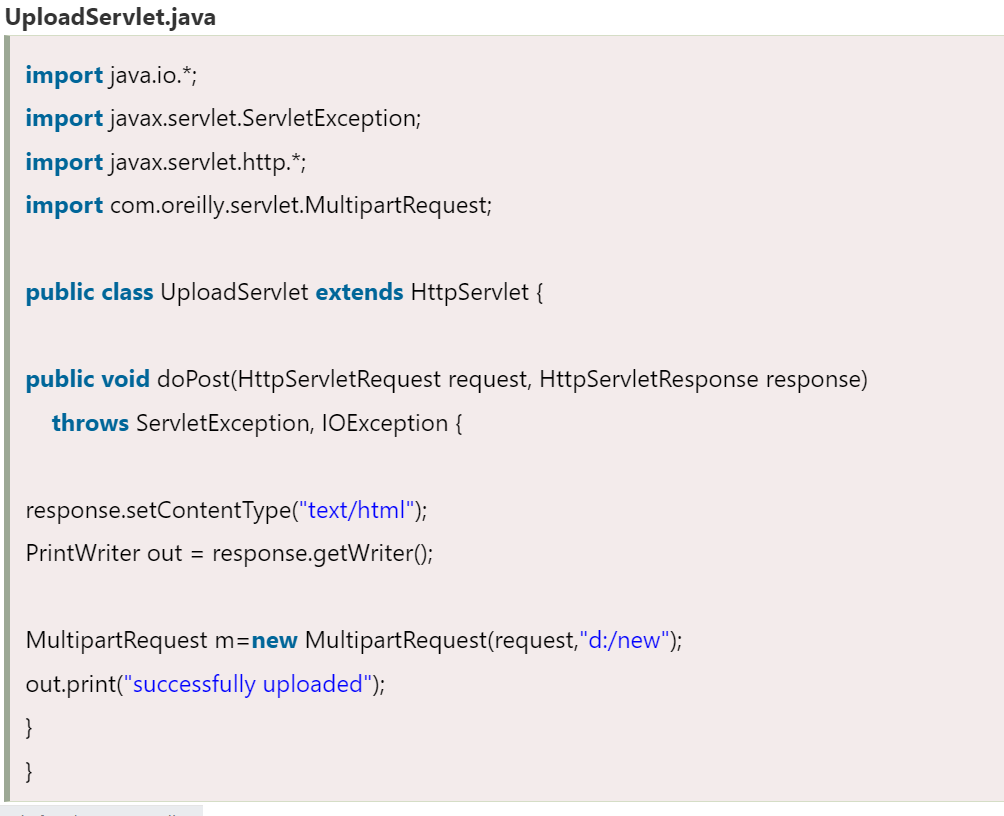 UploadServlet.java
import java.io.*;
import javax.servlet.ServletException;
import javax.servlet.http.*;
import com.oreilly.servlet.MultipartRequest;
public class UploadServlet extends HttpServlet {
public void doPost(HttpServletRequest request, HttpServletResponse response)
throws ServletException, IOException {
response.setContentType("text/html");
PrintWriter out = response.getWriter();
MultipartRequest m=new MultipartRequest(request,"d:/new");
out.print("successfully uploaded");
}
}